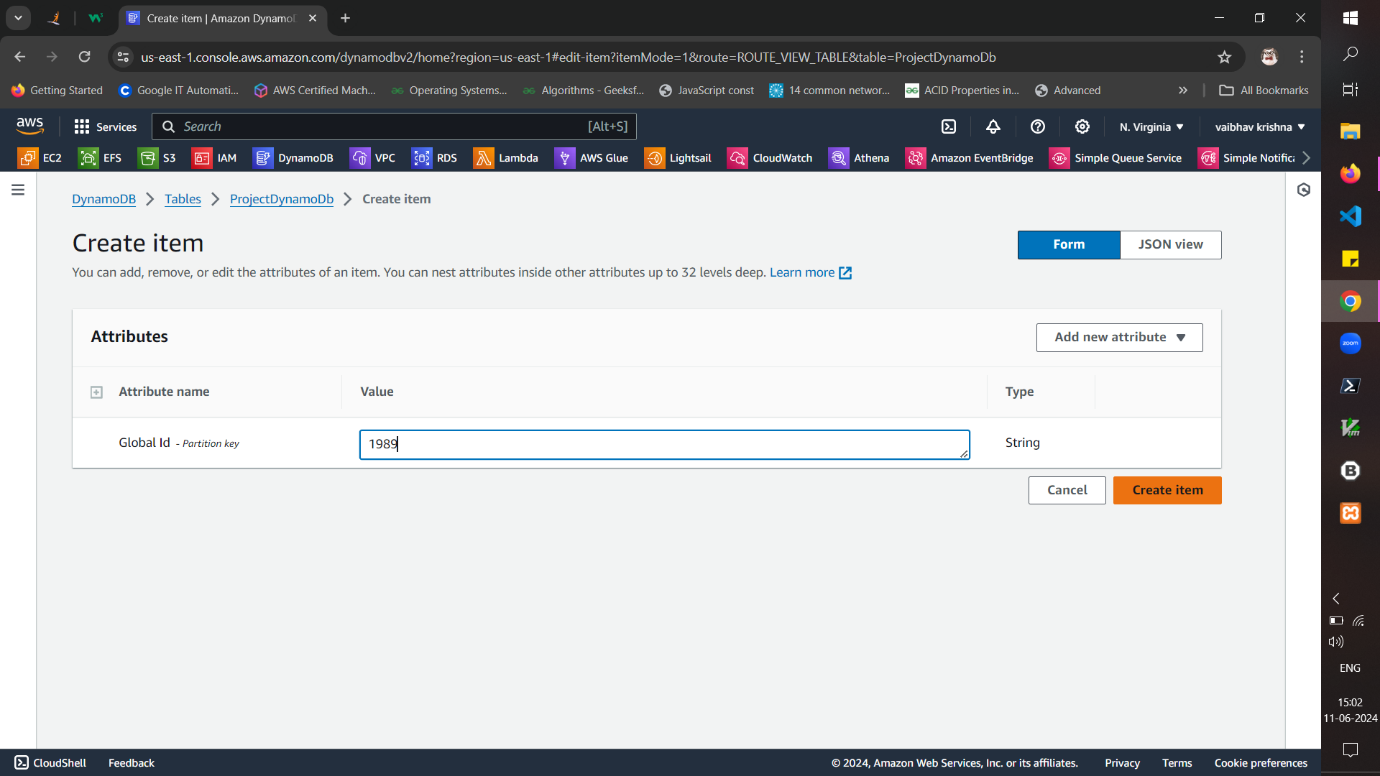 Create item | Amazon Dynamo
us-east-1.console.aws.amazon.com/dynamodbv2/home?region=us-east-1#edit-item?itemMode=1&route=ROUTE_VIEW_TABLE&table=ProjectDynamoDb
Getting Started Google IT Automati... AWS Certified Mach... Operating Systems... Algorithms - Geeksf... JavaScript const 14 common networ... ACID Properties in... Advanced » All Bookmarks
aws Services Search [Alt+S] N. Virginia ▼ vaibhav krishna ▼
EC2 EFS S3 IAM DynamoDB VPC RDS Lambda AWS Glue Lightsail CloudWatch Athena Amazon EventBridge Simple Queue Service Simple Notifica
DynamoDB > Tables > ProjectDynamoDb > Create item
Create item
Form JSON view
You can add, remove, or edit the attributes of an item. You can nest attributes inside other attributes up to 32 levels deep. Learn more
Attributes
Add new attribute ▼
Attribute name Value Type
Global Id - Partition key 1989 String
Cancel Create item
CloudShell Feedback © 2024, Amazon Web Services, Inc. or its affiliates. Privacy Terms Cookie preferences
zoom
ENG
15:02
11-06-2024